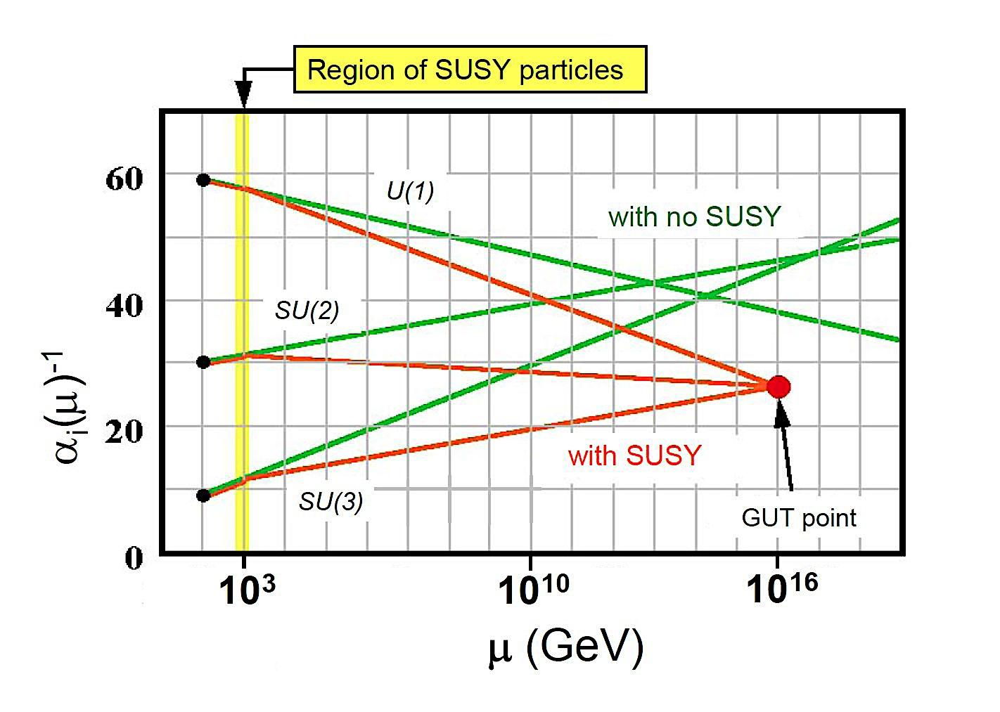 Region of SUSY particles
60
U(1)
with no SUSY
40
SU(2)
αi(μ)-1
20
with SUSY
SU(3)
GUT point
0
10³
10¹⁰
10¹⁶
μ (GeV)